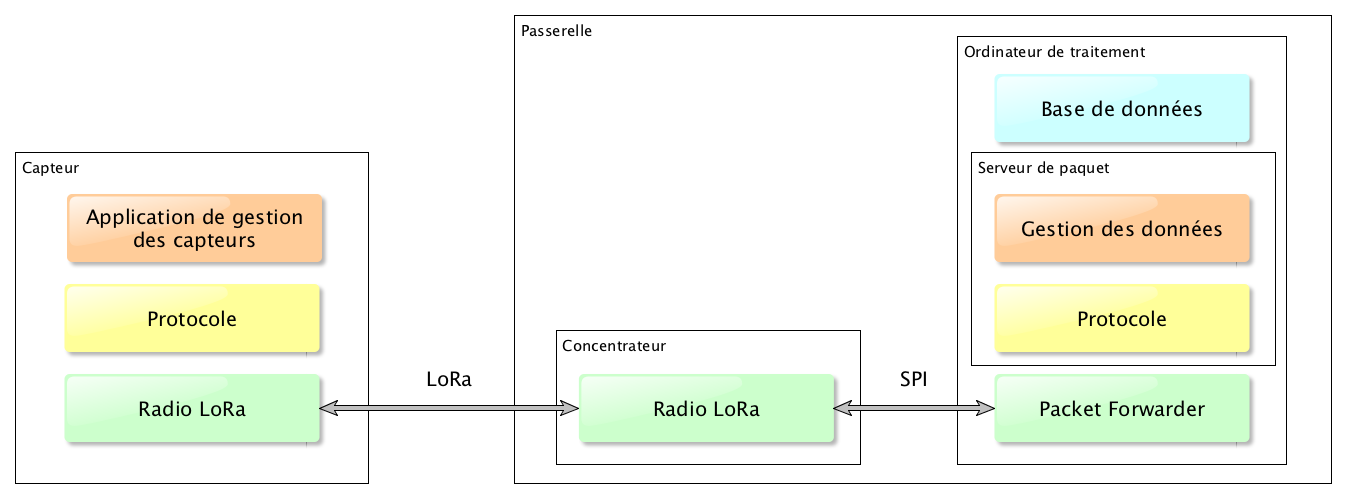 Passerelle
Ordinateur de traitement
Base de données
Capteur
Serveur de paquet
Application de gestion
des capteurs
Gestion des données
Protocole
Protocole
Concentrateur
LoRa
SPI
Radio LoRa
Radio LoRa
Packet Forwarder